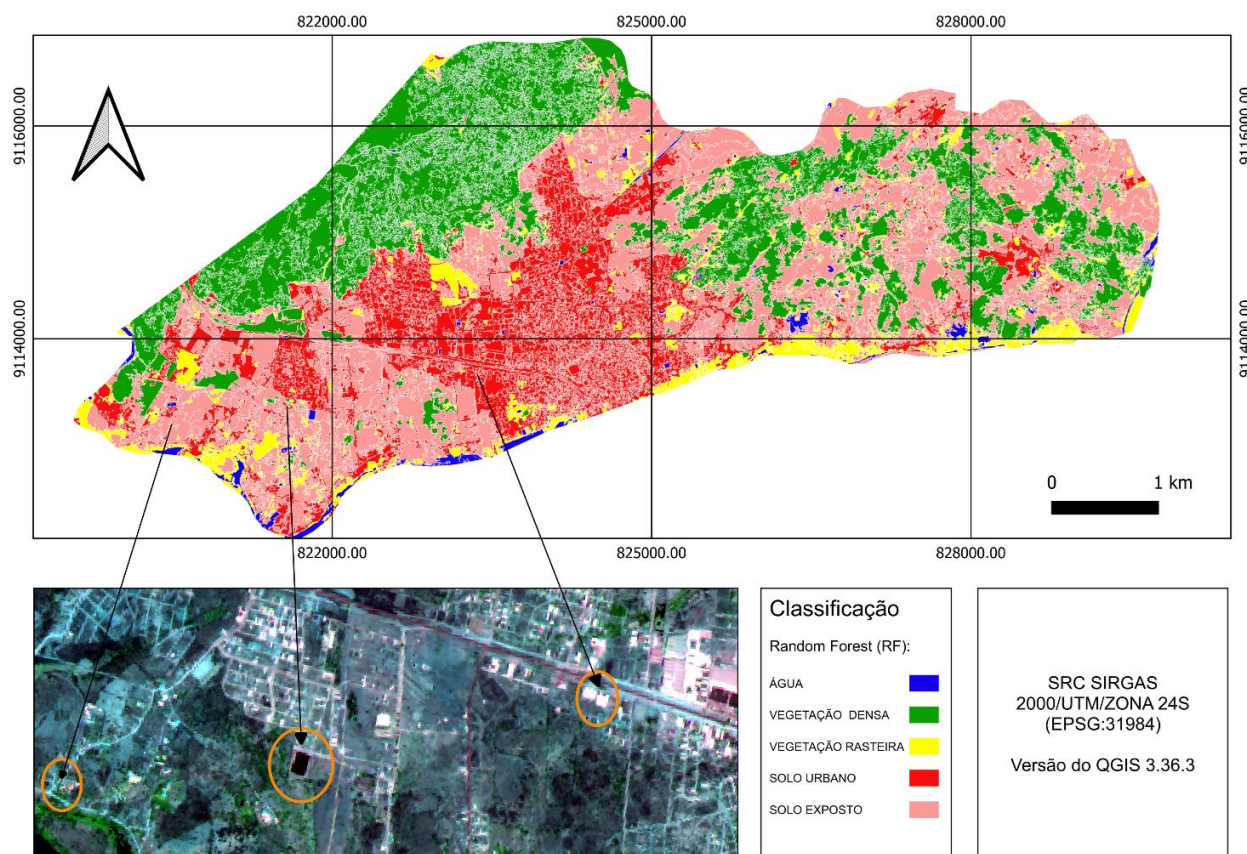 822000.00
825000.00
828000.00
9116000.00
9116000.00
9114000.00
9114000.00
0
1 km
822000.00
825000.00
828000.00
Classificação
Random Forest (RF):
ÁGUA
VEGETAÇÃO DENSA
VEGETAÇÃO RASTEIRA
SOLO URBANO
SOLO EXPOSTO
SRC SIRGAS
2000/UTM/ZONA 24S
(EPSG:31984)
Versão do QGIS 3.36.3